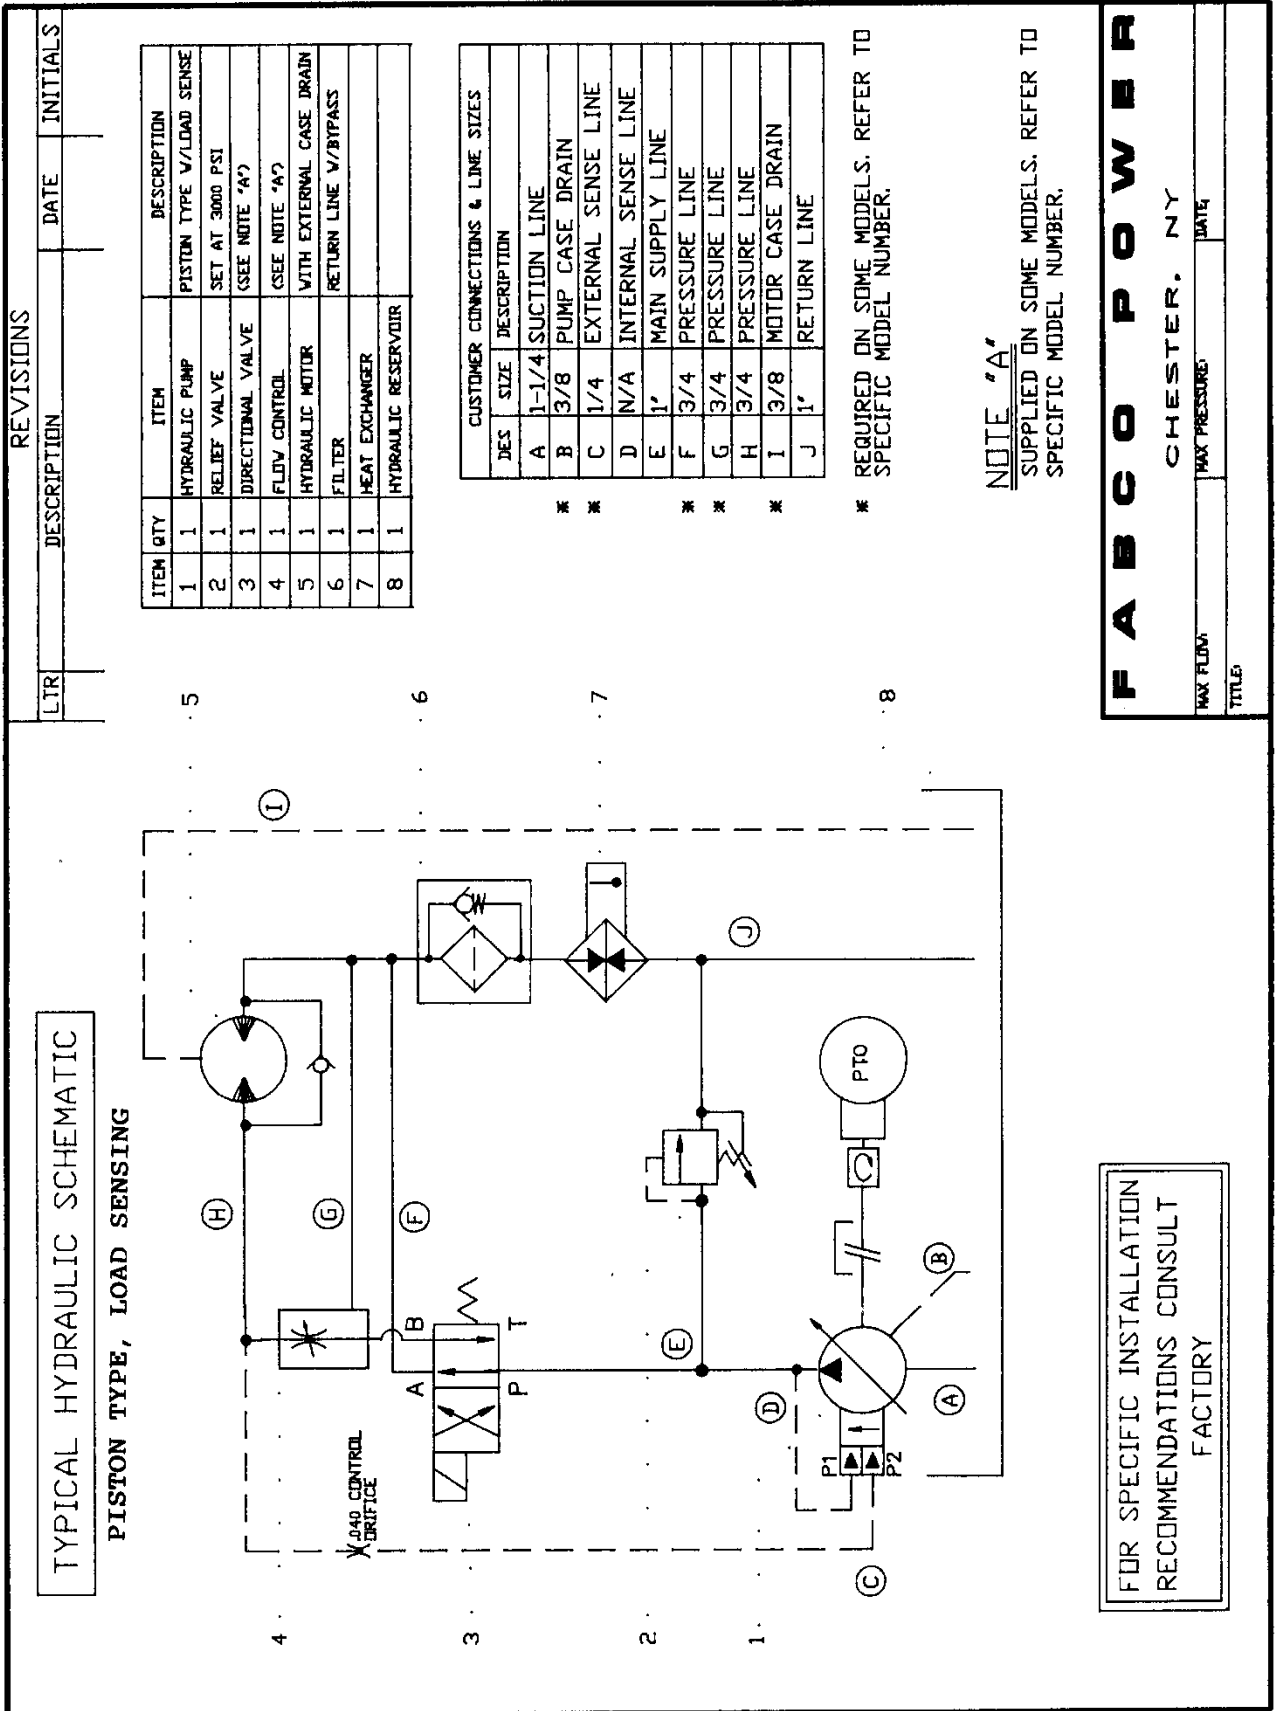 REVISIONS
LTR DESCRIPTION DATE INITIALS
TYPICAL HYDRAULIC SCHEMATIC
PISTON TYPE, LOAD SENSING
ITEM QTY ITEM DESCRIPTION
1 1 HYDRAULIC PUMP PISTON TYPE W/LOAD SENSE
2 1 RELIEF VALVE SET AT 3000 PSI
3 1 DIRECTIONAL VALVE (SEE NOTE "A")
4 1 FLOW CONTROL (SEE NOTE "A")
5 1 HYDRAULIC MOTOR WITH EXTERNAL CASE DRAIN
6 1 FILTER RETURN LINE W/BYPASS
7 1 HEAT EXCHANGER
8 1 HYDRAULIC RESERVOIR
CUSTOMER CONNECTIONS & LINE SIZES
DES SIZE DESCRIPTION
A 1-1/4 SUCTION LINE
* B 3/8 PUMP CASE DRAIN
* C 1/4 EXTERNAL SENSE LINE
D N/A INTERNAL SENSE LINE
E 1" MAIN SUPPLY LINE
* F 3/4 PRESSURE LINE
* G 3/4 PRESSURE LINE
H 3/4 PRESSURE LINE
* I 3/8 MOTOR CASE DRAIN
J 1" RETURN LINE
* REQUIRED ON SOME MODELS. REFER TO
SPECIFIC MODEL NUMBER.
NOTE "A"
SUPPLIED ON SOME MODELS. REFER TO
SPECIFIC MODEL NUMBER.
5
6
7
8
I
H
G
F
J
B
A
T
P
E
PTO
D
B
A
P1
P2
C
.040 CONTROL
ORIFICE
4
3
2
1
FOR SPECIFIC INSTALLATION
RECOMMENDATIONS CONSULT
FACTORY
FABCO POWER
CHESTER, NY
MAX FLOW: MAX PRESSURE: DATE:
TITLE: